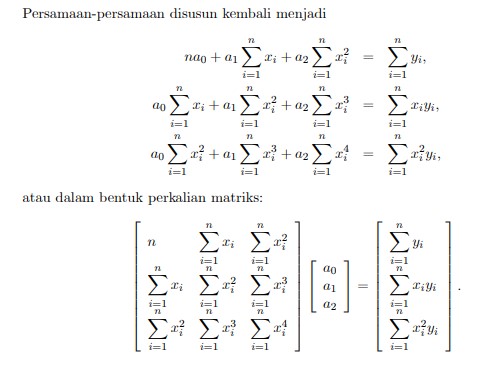 Persamaan-persamaan disusun kembali menjadi
$na_0 + a_1 \sum_{i=1}^{n} x_i + a_2 \sum_{i=1}^{n} x_i^2 = \sum_{i=1}^{n} y_i,$
$a_0 \sum_{i=1}^{n} x_i + a_1 \sum_{i=1}^{n} x_i^2 + a_2 \sum_{i=1}^{n} x_i^3 = \sum_{i=1}^{n} x_i y_i,$
$a_0 \sum_{i=1}^{n} x_i^2 + a_1 \sum_{i=1}^{n} x_i^3 + a_2 \sum_{i=1}^{n} x_i^4 = \sum_{i=1}^{n} x_i^2 y_i,$
atau dalam bentuk perkalian matriks:
$\begin{bmatrix} n & \sum_{i=1}^{n} x_i & \sum_{i=1}^{n} x_i^2 \\ \sum_{i=1}^{n} x_i & \sum_{i=1}^{n} x_i^2 & \sum_{i=1}^{n} x_i^3 \\ \sum_{i=1}^{n} x_i^2 & \sum_{i=1}^{n} x_i^3 & \sum_{i=1}^{n} x_i^4 \end{bmatrix} \begin{bmatrix} a_0 \\ a_1 \\ a_2 \end{bmatrix} = \begin{bmatrix} \sum_{i=1}^{n} y_i \\ \sum_{i=1}^{n} x_i y_i \\ \sum_{i=1}^{n} x_i^2 y_i \end{bmatrix}.$